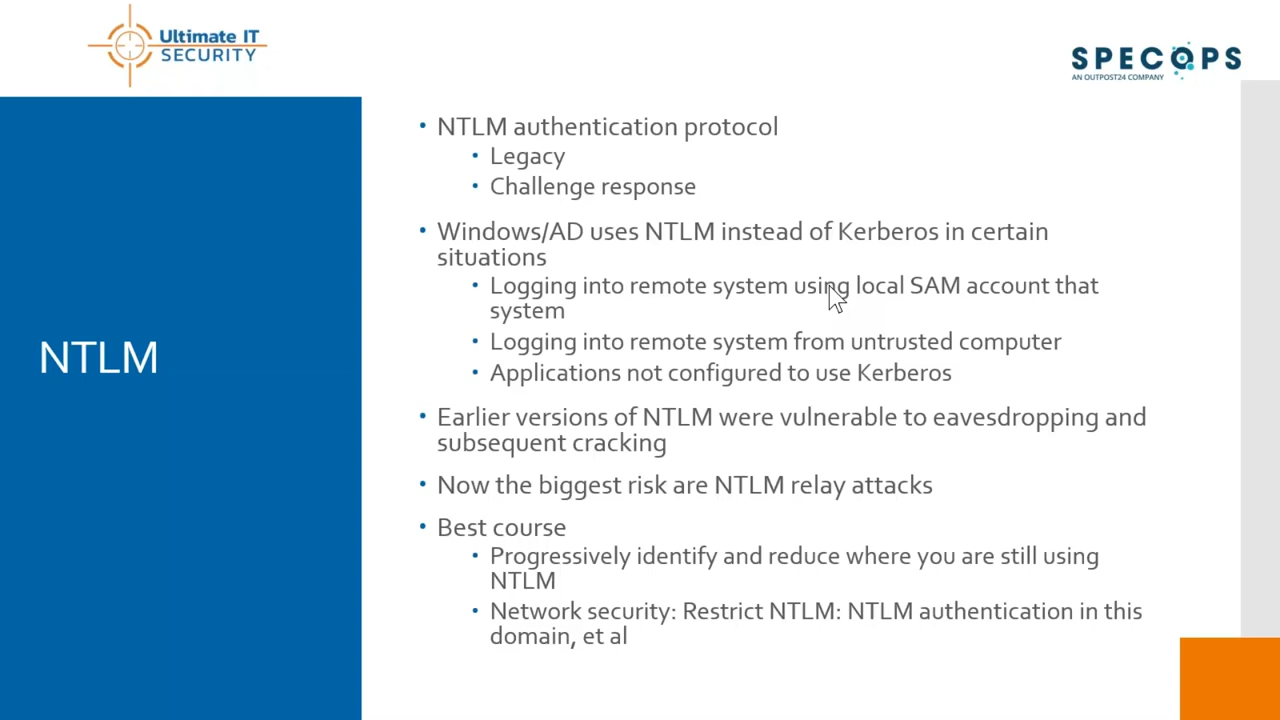 Ultimate IT
SECURITY
SPECOPS
AN OUTPOST24 COMPANY
NTLM
• NTLM authentication protocol
• Legacy
• Challenge response
• Windows/AD uses NTLM instead of Kerberos in certain
situations
• Logging into remote system using local SAM account that
system
• Logging into remote system from untrusted computer
• Applications not configured to use Kerberos
• Earlier versions of NTLM were vulnerable to eavesdropping and
subsequent cracking
• Now the biggest risk are NTLM relay attacks
• Best course
• Progressively identify and reduce where you are still using
NTLM
• Network security: Restrict NTLM: NTLM authentication in this
domain, et al